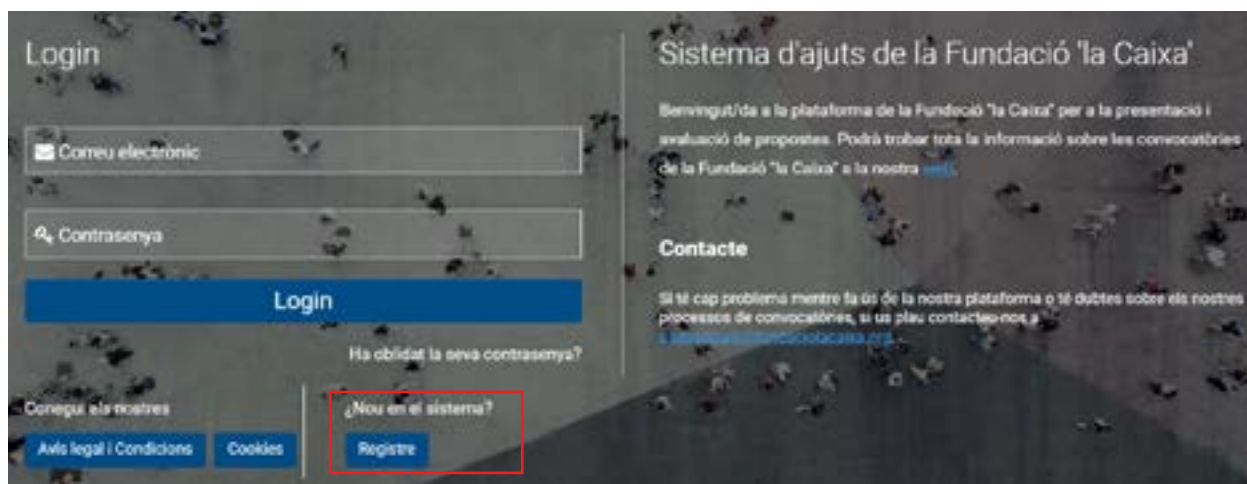 Login
Correu electrònic
Contrasenya
Login
Ha oblidat la seva contrasenya?
Conegui els nostres
Avís legal i Condicions
Cookies
¿Nou en el sistema?
Registre
Sistema d'ajuts de la Fundació 'la Caixa'
Benvingut/da a la plataforma de la Fundació "la Caixa" per a la presentació i
avaluació de propostes. Podrà trobar tota la informació sobre les convocatòries
de la Fundació "la Caixa" a la nostra
Contacte
Si té cap problema mentre fa ús de la nostra plataforma o té dubtes sobre els nostres
processos de convocatòries, si us plau contacteu-nos a